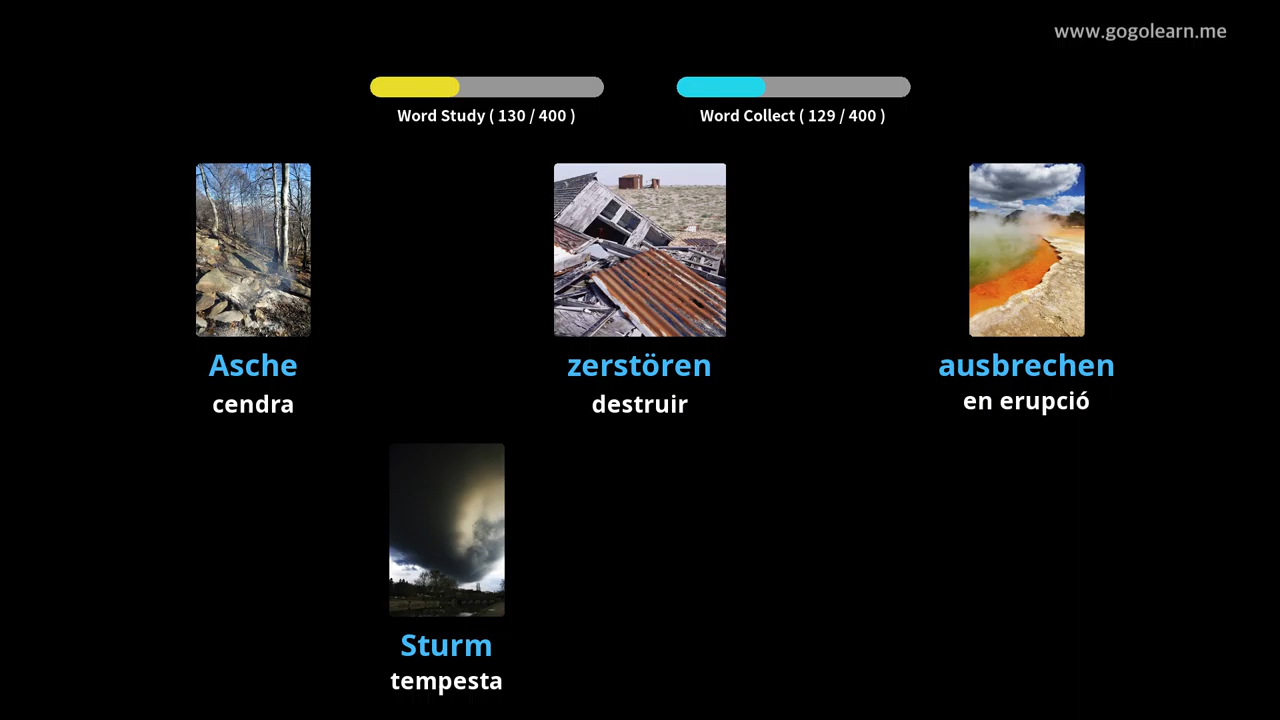 www.gogolearn.me
Word Study ( 130 / 400 )
Word Collect ( 129 / 400 )
Asche
cendra
zerstören
destruir
ausbrechen
en erupció
Sturm
tempesta